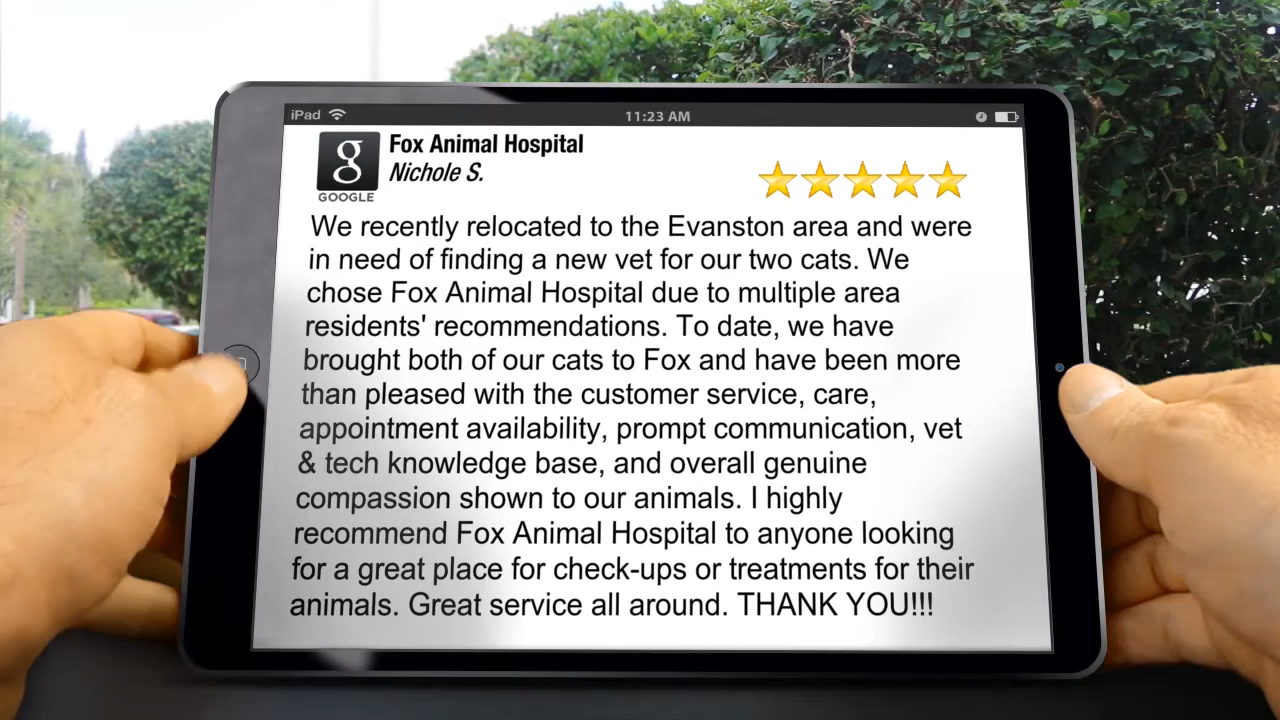 iPad 11:23 AM
Fox Animal Hospital
Nichole S.
g
GOOGLE
We recently relocated to the Evanston area and were
in need of finding a new vet for our two cats. We
chose Fox Animal Hospital due to multiple area
residents' recommendations. To date, we have
brought both of our cats to Fox and have been more
than pleased with the customer service, care,
appointment availability, prompt communication, vet
& tech knowledge base, and overall genuine
compassion shown to our animals. I highly
recommend Fox Animal Hospital to anyone looking
for a great place for check-ups or treatments for their
animals. Great service all around. THANK YOU!!!